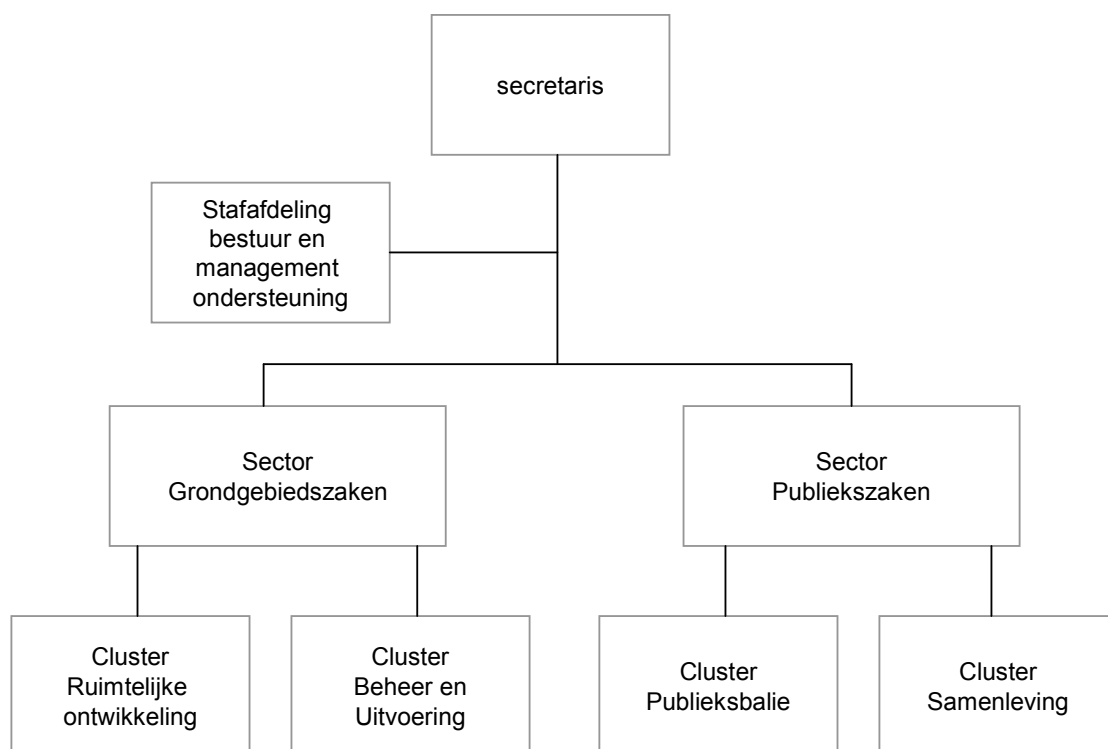 secretaris
Stafafdeling
bestuur en
management
ondersteuning
Sector
Grondgebiedszaken
Sector
Publiekszaken
Cluster
Ruimtelijke
ontwikkeling
Cluster
Beheer en
Uitvoering
Cluster
Publieksbalie
Cluster
Samenleving